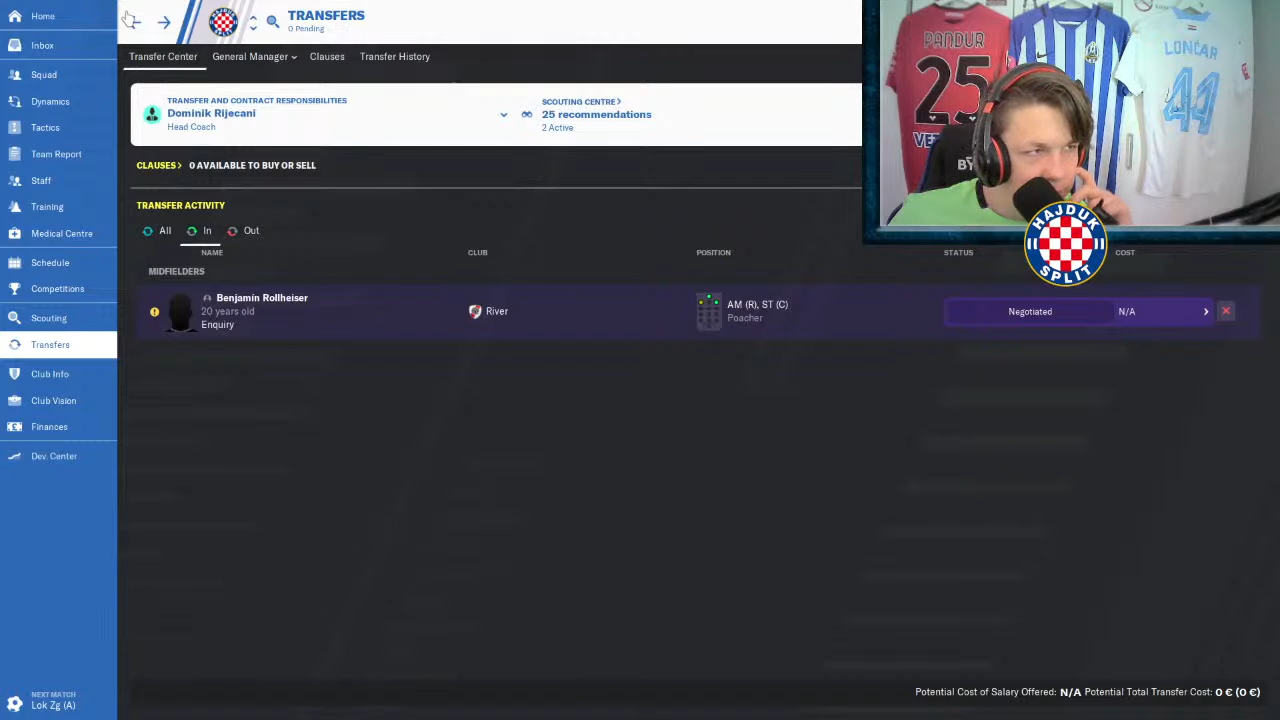 Home
Inbox
Squad
Dynamics
Tactics
Team Report
Staff
Training
Medical Centre
Schedule
Competitions
Scouting
Transfers
Club Info
Club Vision
Finances
Dev. Center
NEXT MATCH
Lok Zg (A)
TRANSFERS
0 Pending
Transfer Center General Manager Clauses Transfer History
TRANSFER AND CONTRACT RESPONSIBILITIES
Dominik Rijecani
Head Coach
SCOUTING CENTRE>
25 recommendations
2 Active
CLAUSES> 0 AVAILABLE TO BUY OR SELL
TRANSFER ACTIVITY
All In Out
NAME CLUB POSITION STATUS COST
MIDFIELDERS
Benjamín Rollheiser
20 years old
Enquiry
River
AM (R), ST (C)
Poacher
Negotiated N/A
Potential Cost of Salary Offered: N/A Potential Total Transfer Cost: 0 € (0 €)
PANDUR
25
LONČAR
44
HAJDUK
SPLIT